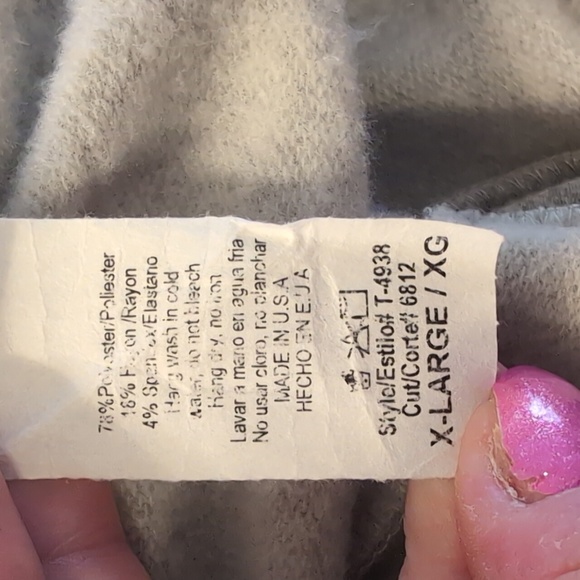 78%Polyester/Poliester
18% Rayon /Rayon
4% Spandex/Elastano
Hand Wash in cold
water, do not bleach
hang dry, no iron
Lavar a mano en agua fria
No usar cloro, no planchar
MADE IN U.S.A
HECHO EN E.U.A
Style/Estilo# T-4938
Cut/Corte# 6812
X-LARGE / XG